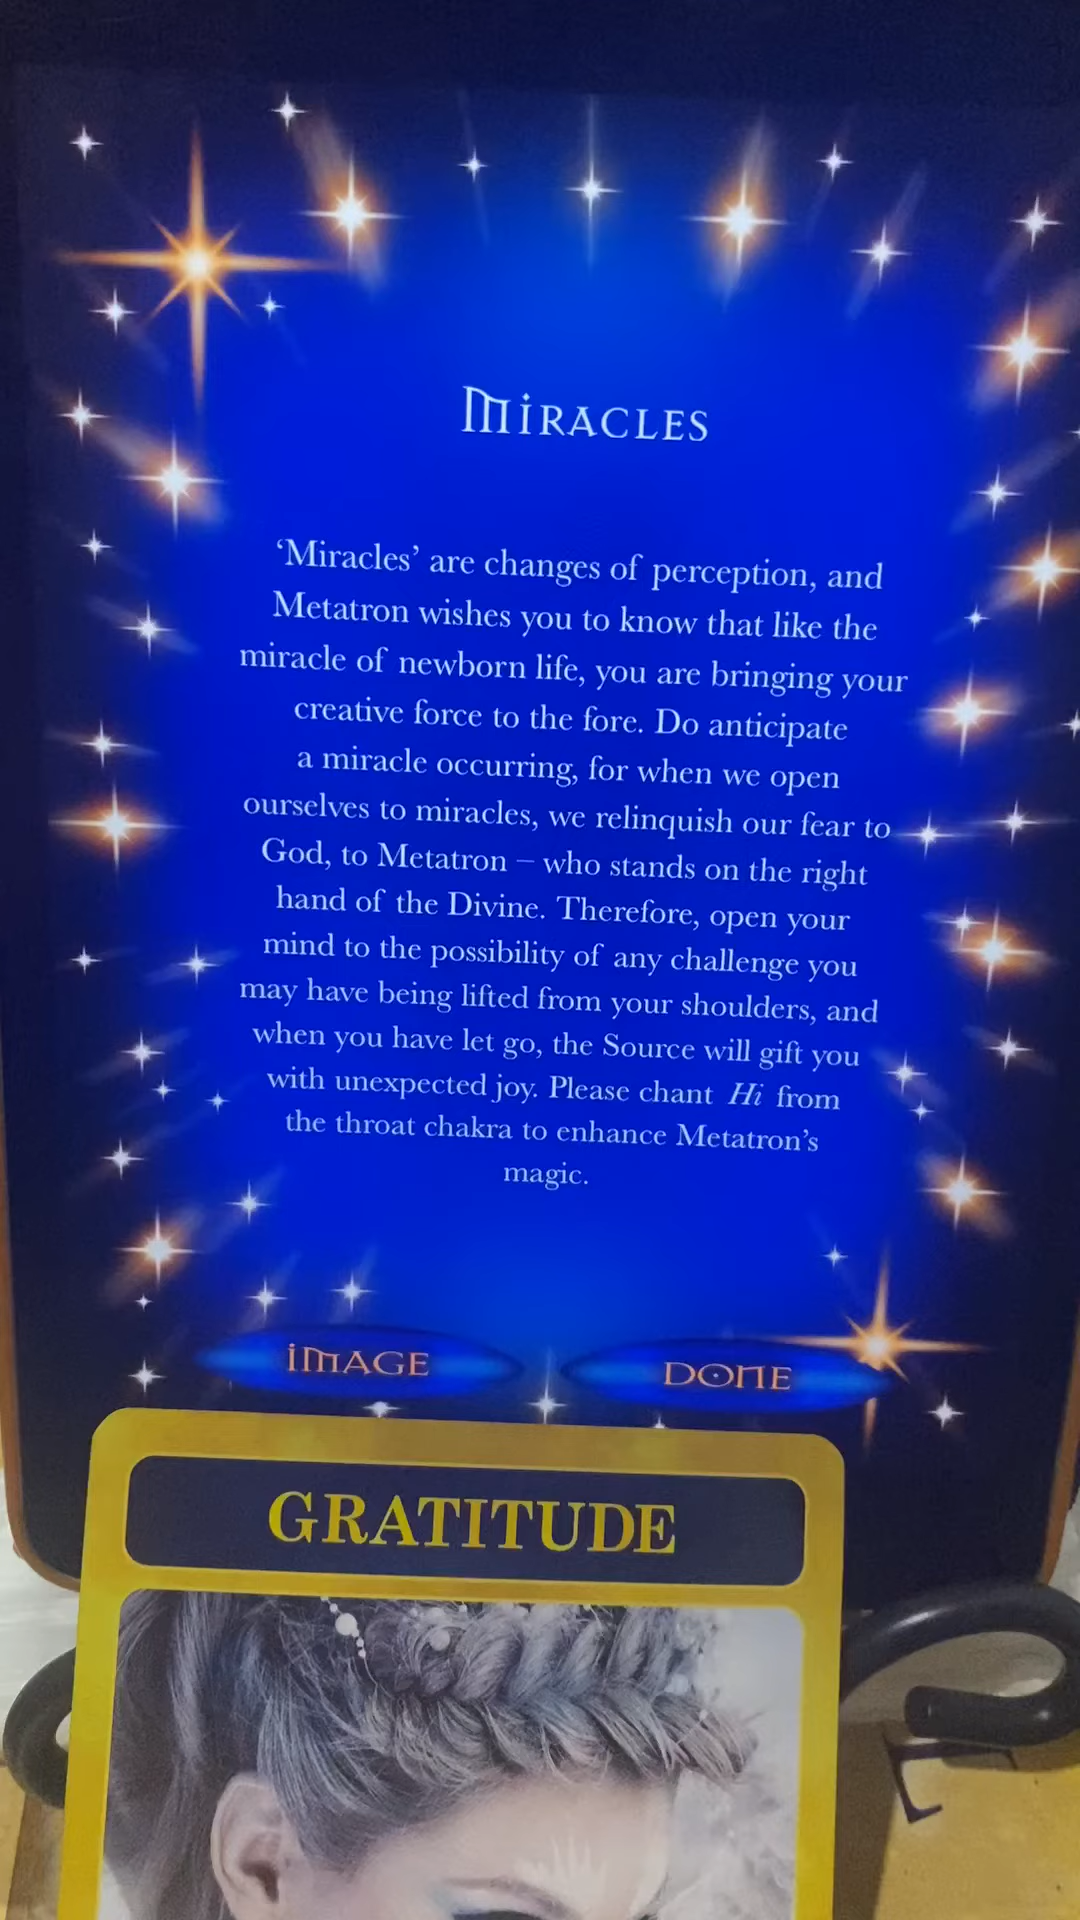 Miracles
‘Miracles’ are changes of perception, and
Metatron wishes you to know that like the
miracle of newborn life, you are bringing your
creative force to the fore. Do anticipate
a miracle occurring, for when we open
ourselves to miracles, we relinquish our fear to
God, to Metatron – who stands on the right
hand of the Divine. Therefore, open your
mind to the possibility of any challenge you
may have being lifted from your shoulders, and
when you have let go, the Source will gift you
with unexpected joy. Please chant Hi from
the throat chakra to enhance Metatron’s
magic.
IMAGE DONE
GRATITUDE